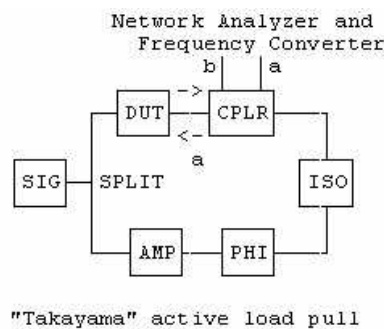 Network Analyzer and
Frequency Converter
b a
->
DUT CPLR
<-
a
SIG SPLIT ISO
AMP PHI
"Takayama" active load pull